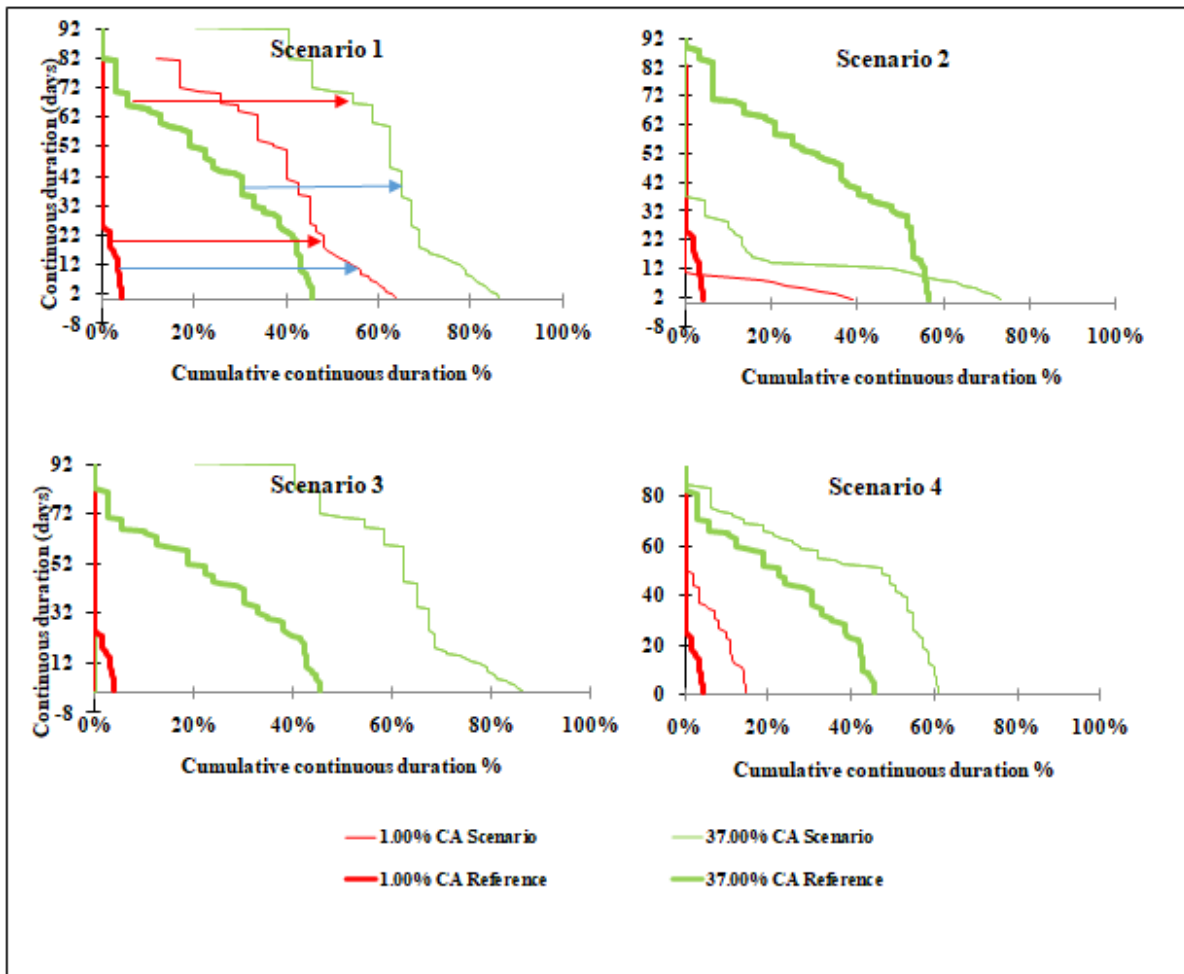 Scenario 1
Continuous duration (days)
92
82
72
62
52
42
32
22
12
2
-8
0% 20% 40% 60% 80% 100%
Cumulative continuous duration %
Scenario 2
92
82
72
62
52
42
32
22
12
2
-8
0% 20% 40% 60% 80% 100%
Cumulative continuous duration %
Scenario 3
Continuous duration (days)
92
72
52
32
12
-8
0% 20% 40% 60% 80% 100%
Cumulative continuous duration %
Scenario 4
80
60
40
20
0
0% 20% 40% 60% 80% 100%
Cumulative continuous duration %
1.00% CA Scenario 37.00% CA Scenario
1.00% CA Reference 37.00% CA Reference